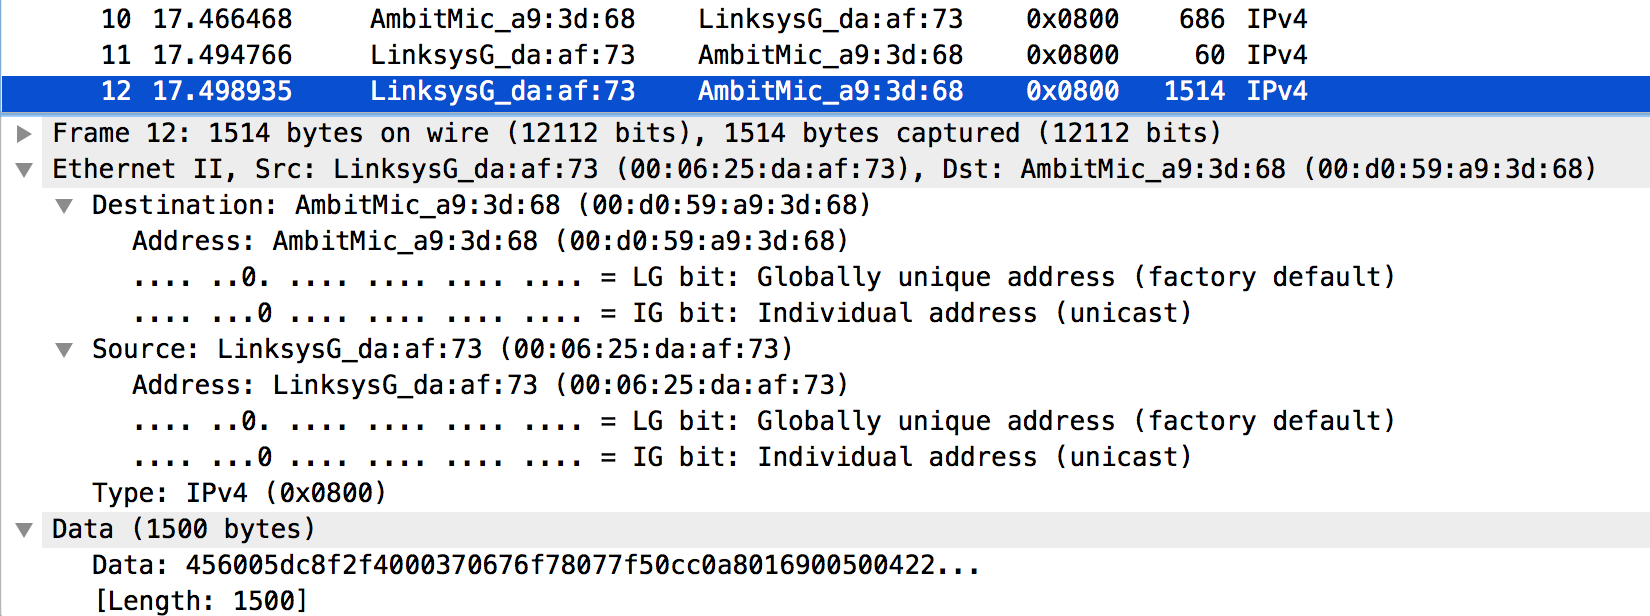 10 17.466468 AmbitMic_a9:3d:68 LinksysG_da:af:73 0x0800 686 IPv4
11 17.494766 LinksysG_da:af:73 AmbitMic_a9:3d:68 0x0800 60 IPv4
12 17.498935 LinksysG_da:af:73 AmbitMic_a9:3d:68 0x0800 1514 IPv4
Frame 12: 1514 bytes on wire (12112 bits), 1514 bytes captured (12112 bits)
Ethernet II, Src: LinksysG_da:af:73 (00:06:25:da:af:73), Dst: AmbitMic_a9:3d:68 (00:d0:59:a9:3d:68)
Destination: AmbitMic_a9:3d:68 (00:d0:59:a9:3d:68)
Address: AmbitMic_a9:3d:68 (00:d0:59:a9:3d:68)
.... ..0. .... .... .... .... = LG bit: Globally unique address (factory default)
.... ...0 .... .... .... .... = IG bit: Individual address (unicast)
Source: LinksysG_da:af:73 (00:06:25:da:af:73)
Address: LinksysG_da:af:73 (00:06:25:da:af:73)
.... ..0. .... .... .... .... = LG bit: Globally unique address (factory default)
.... ...0 .... .... .... .... = IG bit: Individual address (unicast)
Type: IPv4 (0x0800)
Data (1500 bytes)
Data: 456005dc8f2f4000370676f78077f50cc0a8016900500422...
[Length: 1500]